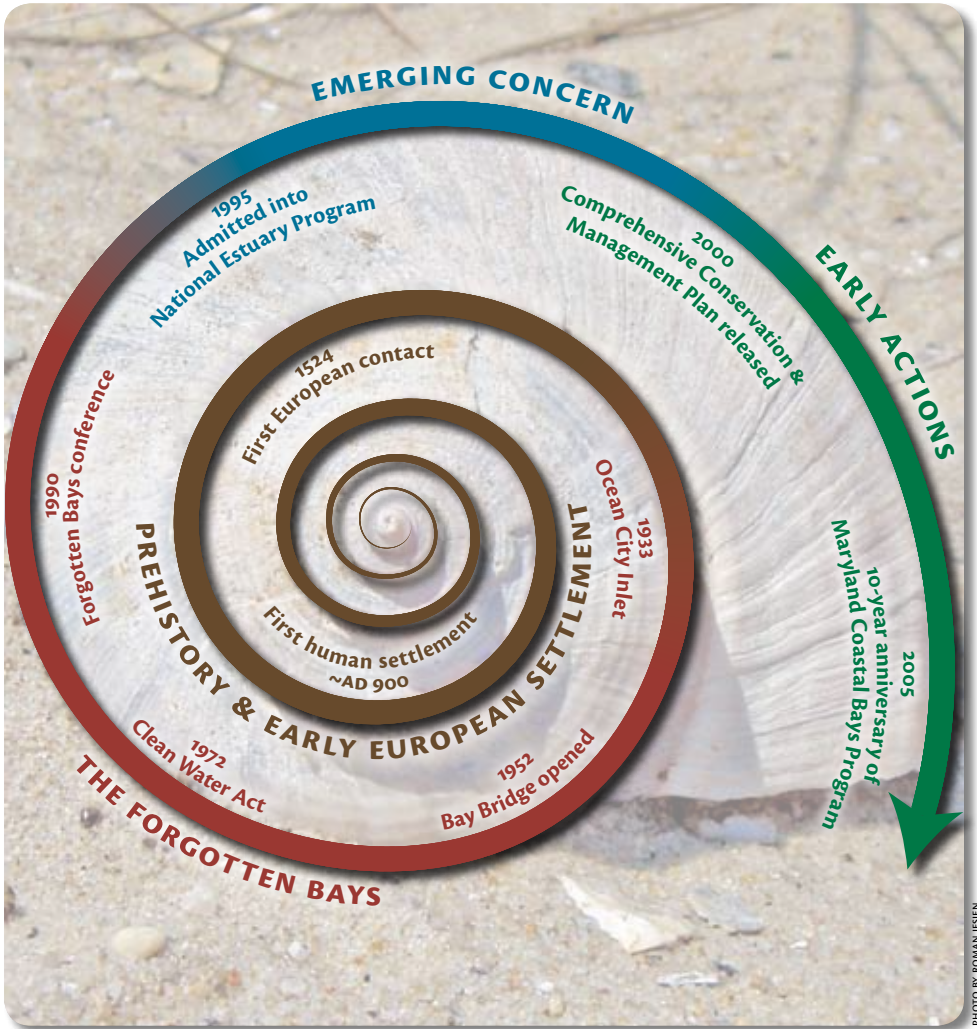 PREHISTORY & EARLY EUROPEAN SETTLEMENT
First human settlement
~AD 900
1524
First European contact
THE FORGOTTEN BAYS
1933
Ocean City Inlet
1952
Bay Bridge opened
1972
Clean Water Act
1990
Forgotten Bays conference
EMERGING CONCERN
1995
Admitted into
National Estuary Program
EARLY ACTIONS
2000
Comprehensive Conservation &
Management Plan released
2005
10-year anniversary of
Maryland Coastal Bays Program
PHOTO BY ROMAN JESIEN